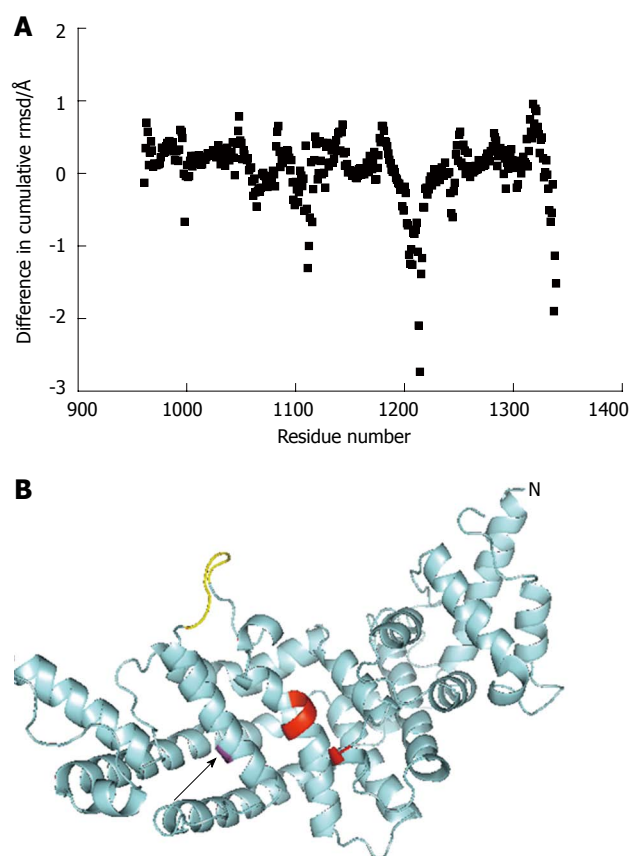 A
Difference in cumulative rmsd/Å
2
1
0
-1
-2
-3
900 1000 1100 1200 1300 1400
Residue number
B
N